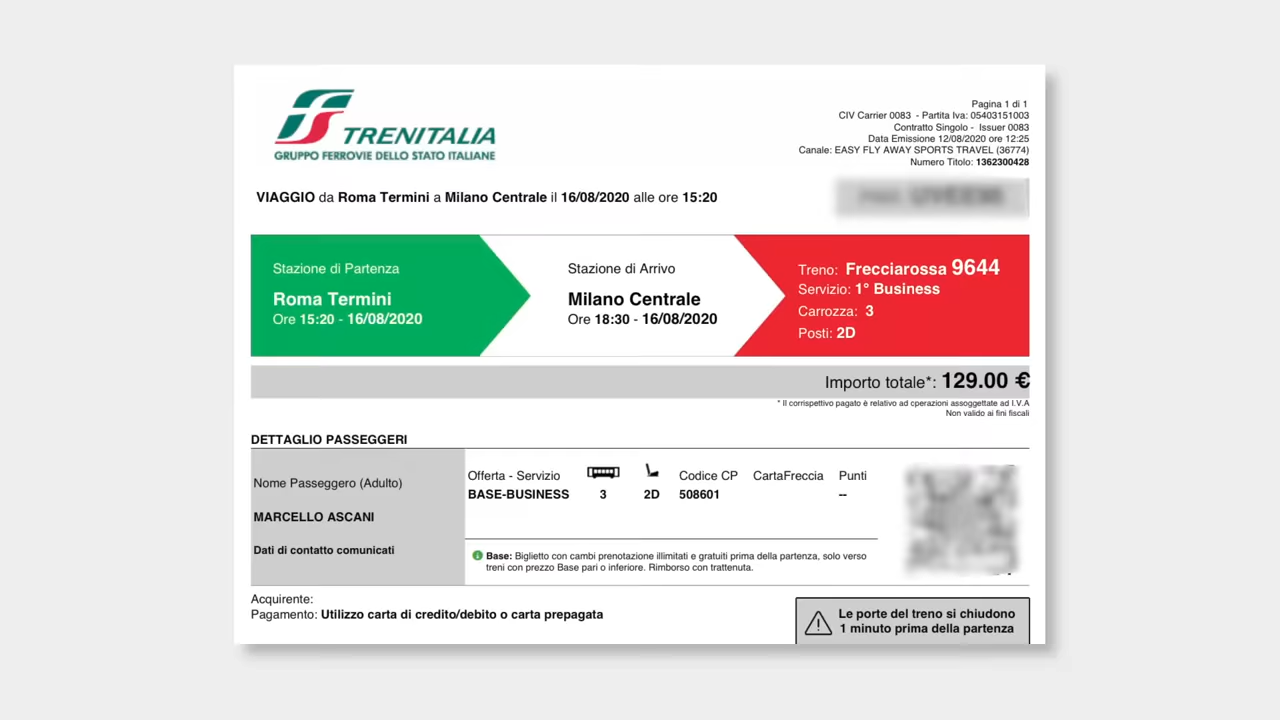 TRENITALIA
GRUPPO FERROVIE DELLO STATO ITALIANE
Pagina 1 di 1
CIV Carrier 0083 - Partita Iva: 05403151003
Contratto Singolo - Issuer 0083
Data Emissione 12/08/2020 ore 12:25
Canale: EASY FLY AWAY SPORTS TRAVEL (36774)
Numero Titolo: 1362300428
VIAGGIO da Roma Termini a Milano Centrale il 16/08/2020 alle ore 15:20
Stazione di Partenza
Roma Termini
Ore 15:20 - 16/08/2020
Stazione di Arrivo
Milano Centrale
Ore 18:30 - 16/08/2020
Treno: Frecciarossa 9644
Servizio: 1° Business
Carrozza: 3
Posti: 2D
Importo totale*: 129.00 €
* Il corrispettivo pagato è relativo ad operazioni assoggettate ad I.V.A
Non valido ai fini fiscali
DETTAGLIO PASSEGGERI
Nome Passeggero (Adulto)
MARCELLO ASCANI
Dati di contatto comunicati
Offerta - Servizio Codice CP CartaFreccia Punti
BASE-BUSINESS 3 2D 508601 --
Base: Biglietto con cambi prenotazione illimitati e gratuiti prima della partenza, solo verso
treni con prezzo Base pari o inferiore. Rimborso con trattenuta.
Acquirente:
Pagamento: Utilizzo carta di credito/debito o carta prepagata
Le porte del treno si chiudono
1 minuto prima della partenza